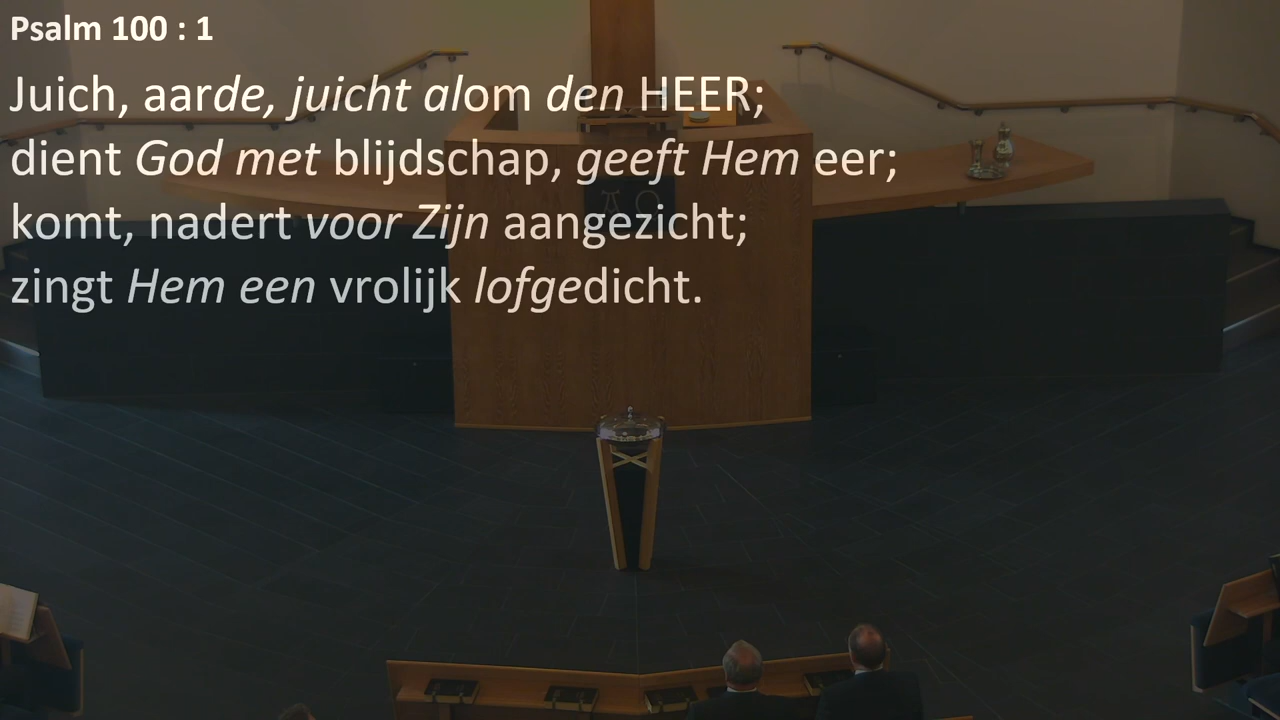 Psalm 100 : 1
Juich, aarde, juicht alom den HEER;
dient God met blijdschap, geeft Hem eer;
komt, nadert voor Zijn aangezicht;
zingt Hem een vrolijk lofgedicht.
ΑΩ